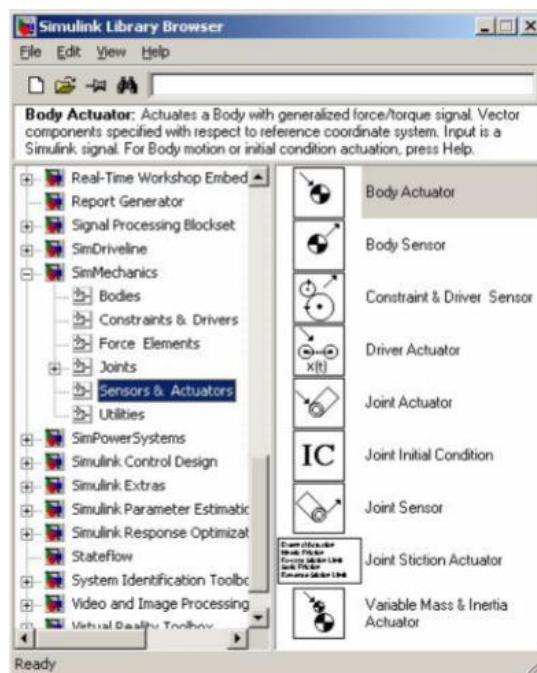 Simulink Library Browser
File Edit View Help
Body Actuator: Actuates a Body with generalized force/torque signal. Vector
components specified with respect to reference coordinate system. Input is a
Simulink signal. For Body motion or initial condition actuation, press Help.
Real-Time Workshop Embed
Report Generator
Signal Processing Blockset
SimDriveline
SimMechanics
Bodies
Constraints & Drivers
Force Elements
Joints
Sensors & Actuators
Utilities
SimPowerSystems
Simulink Control Design
Simulink Extras
Simulink Parameter Estimatic
Simulink Response Optimizat
Stateflow
System Identification Toolbo
Video and Image Processing
Virtual Reality Toolbox
Body Actuator
Body Sensor
Constraint & Driver Sensor
x(t)
Driver Actuator
Joint Actuator
IC
Joint Initial Condition
Joint Sensor
Joint Stiction Actuator
Variable Mass & Inertia
Actuator
Ready